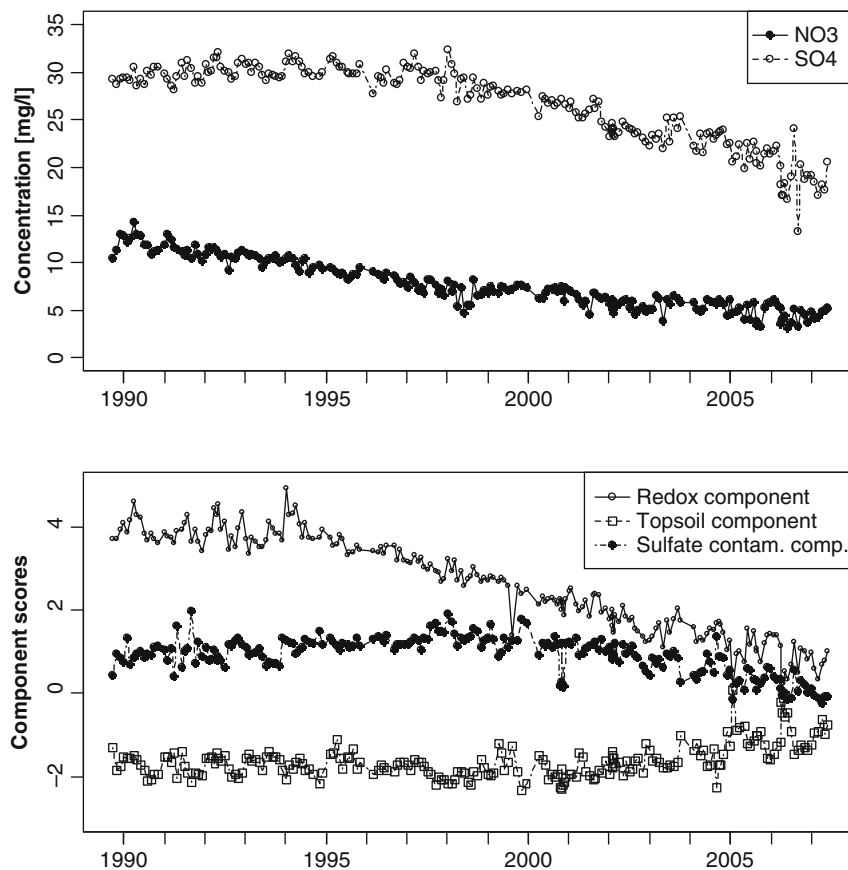 35
30
25
20
15
10
5
0
Concentration [mg/l]
NO3
SO4
1990
1995
2000
2005
4
2
0
−2
Component scores
Redox component
Topsoil component
Sulfate contam. comp.
1990
1995
2000
2005